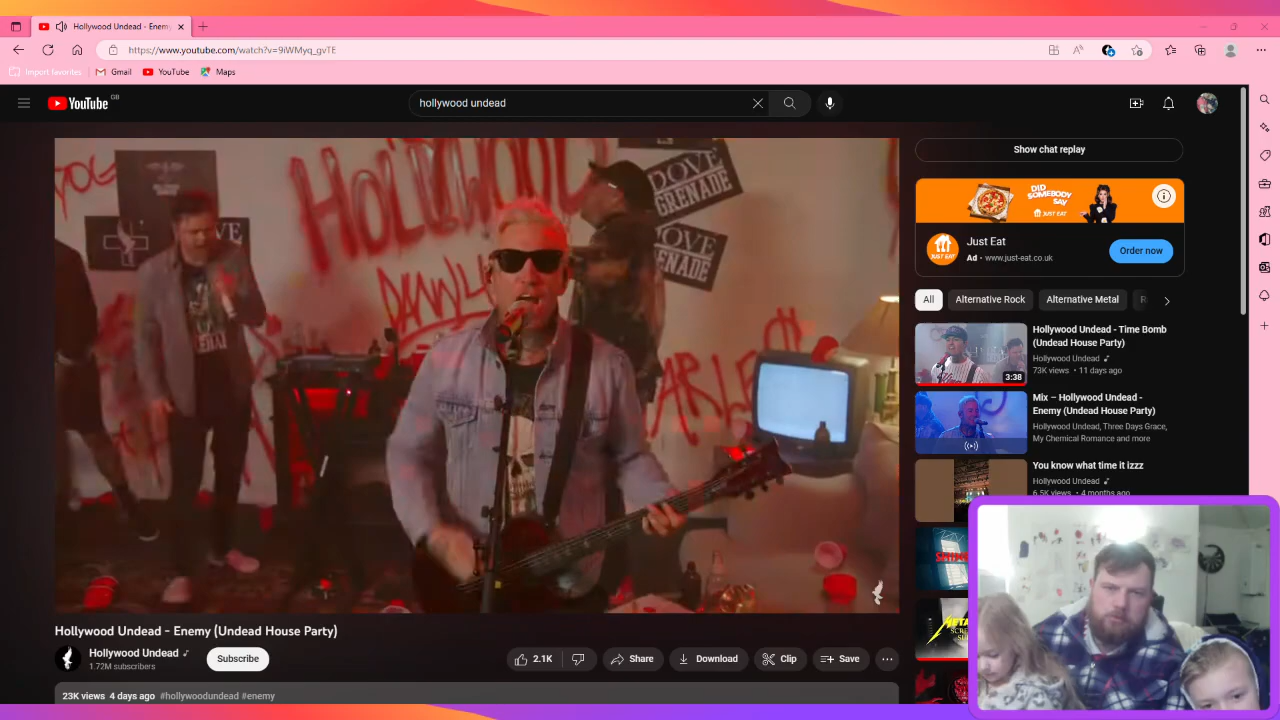 Hollywood Undead - Enemy
https://www.youtube.com/watch?v=9iWMyq_gvTE
Import favorites
Gmail
YouTube
Maps
YouTube GB
hollywood undead
HOLLYWOOD
DOVE
GRENADE
DOVE
GRENADE
Show chat replay
DID SOMEBODY SAY
JUST EAT
Just Eat
Ad • www.just-eat.co.uk
Order now
All
Alternative Rock
Alternative Metal
R
3:38
Hollywood Undead - Time Bomb
(Undead House Party)
Hollywood Undead
73K views • 11 days ago
Mix – Hollywood Undead -
Enemy (Undead House Party)
Hollywood Undead, Three Days Grace,
My Chemical Romance and more
You know what time it izzz
Hollywood Undead
6.5K views • 4 months ago
Hollywood Undead - Enemy (Undead House Party)
Hollywood Undead
1.72M subscribers
Subscribe
2.1K
Share
Download
Clip
Save
23K views 4 days ago #hollywoodundead #enemy